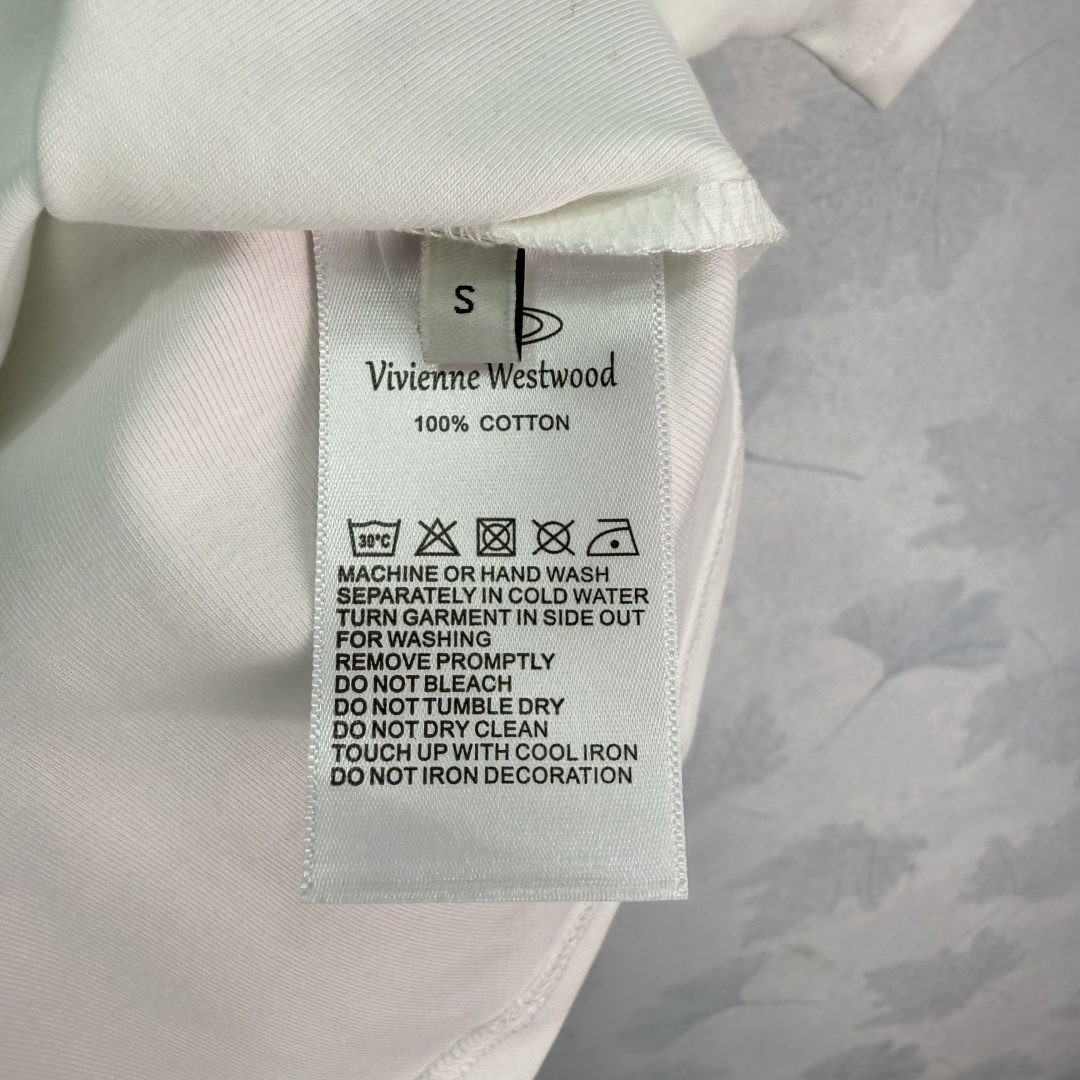 S
Vivienne Westwood
100% COTTON
30°C
MACHINE OR HAND WASH
SEPARATELY IN COLD WATER
TURN GARMENT IN SIDE OUT
FOR WASHING
REMOVE PROMPTLY
DO NOT BLEACH
DO NOT TUMBLE DRY
DO NOT DRY CLEAN
TOUCH UP WITH COOL IRON
DO NOT IRON DECORATION